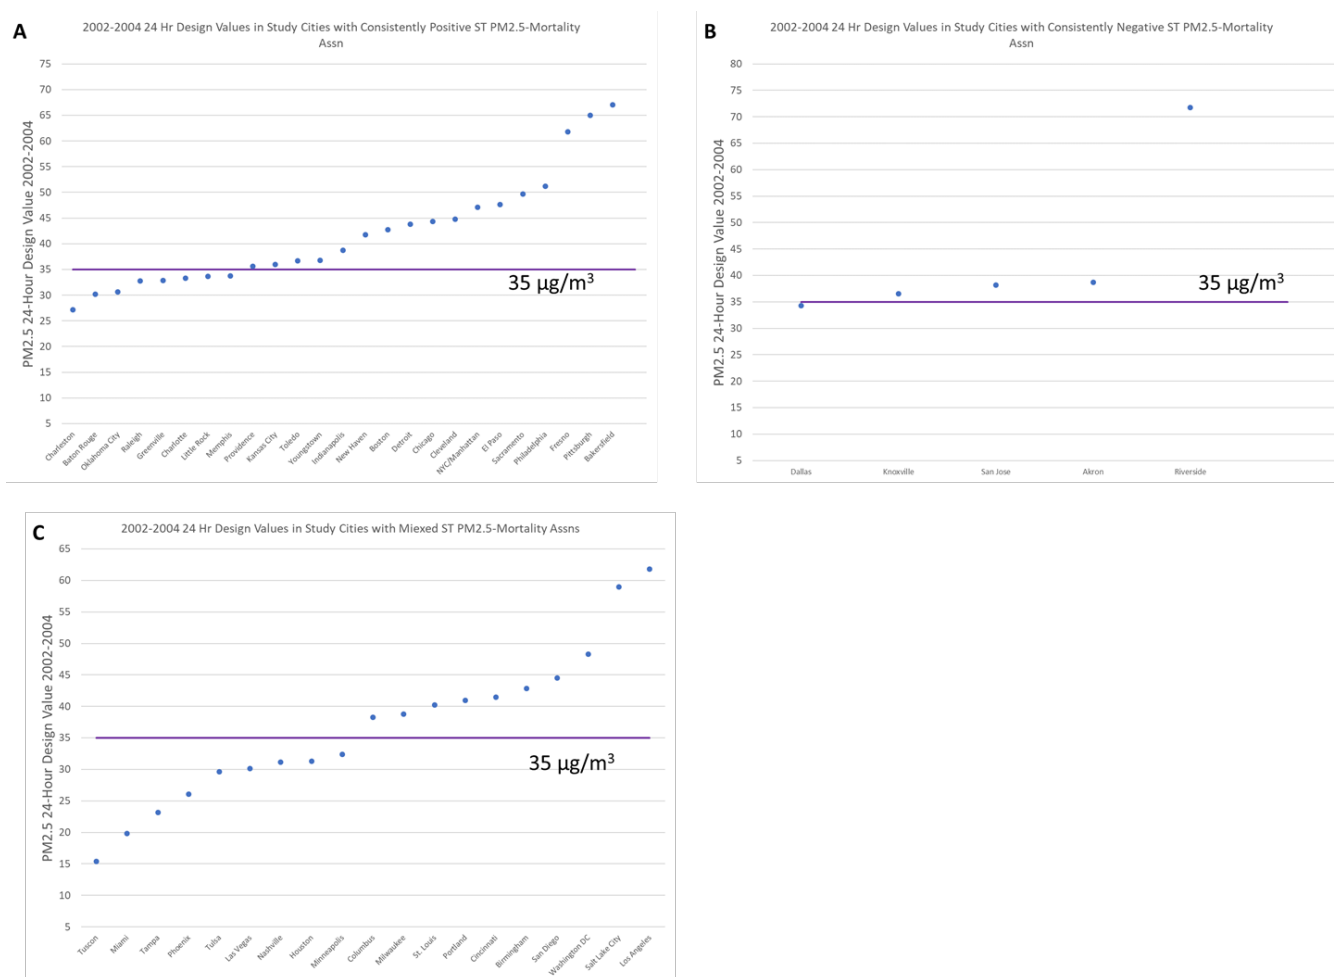 A
2002-2004 24 Hr Design Values in Study Cities with Consistently Positive ST PM2.5-Mortality
Assn
PM2.5 24-Hour Design Value 2002-2004
75
70
65
60
55
50
45
40
35
30
25
20
15
10
5
35 µg/m³
Charleston
Baton Rouge
Oklahoma City
Raleigh
Greenville
Charlotte
Little Rock
Memphis
Providence
Kansas City
Toledo
Youngstown
Indianapolis
New Haven
Boston
Detroit
Chicago
Cleveland
NYC/Manhattan
El Paso
Sacramento
Philadelphia
Fresno
Pittsburgh
Bakersfield
B
2002-2004 24 Hr Design Values in Study Cities with Consistently Negative ST PM2.5-Mortality
Assn
PM2.5 24-Hour Design Value 2002-2004
80
75
70
65
60
55
50
45
40
35
30
25
20
15
10
5
35 µg/m³
Dallas
Knoxville
San Jose
Akron
Riverside
C
2002-2004 24 Hr Design Values in Study Cities with Miexed ST PM2.5-Mortality Assns
PM2.5 24-Hour Design Value 2002-2004
65
60
55
50
45
40
35
30
25
20
15
10
5
35 µg/m³
Tuscon
Miami
Tampa
Phoenix
Tulsa
Las Vegas
Nashville
Houston
Minneapolis
Columbus
Milwaukee
St. Louis
Portland
Cincinnati
Birmingham
San Diego
Washington DC
Salt Lake City
Los Angeles